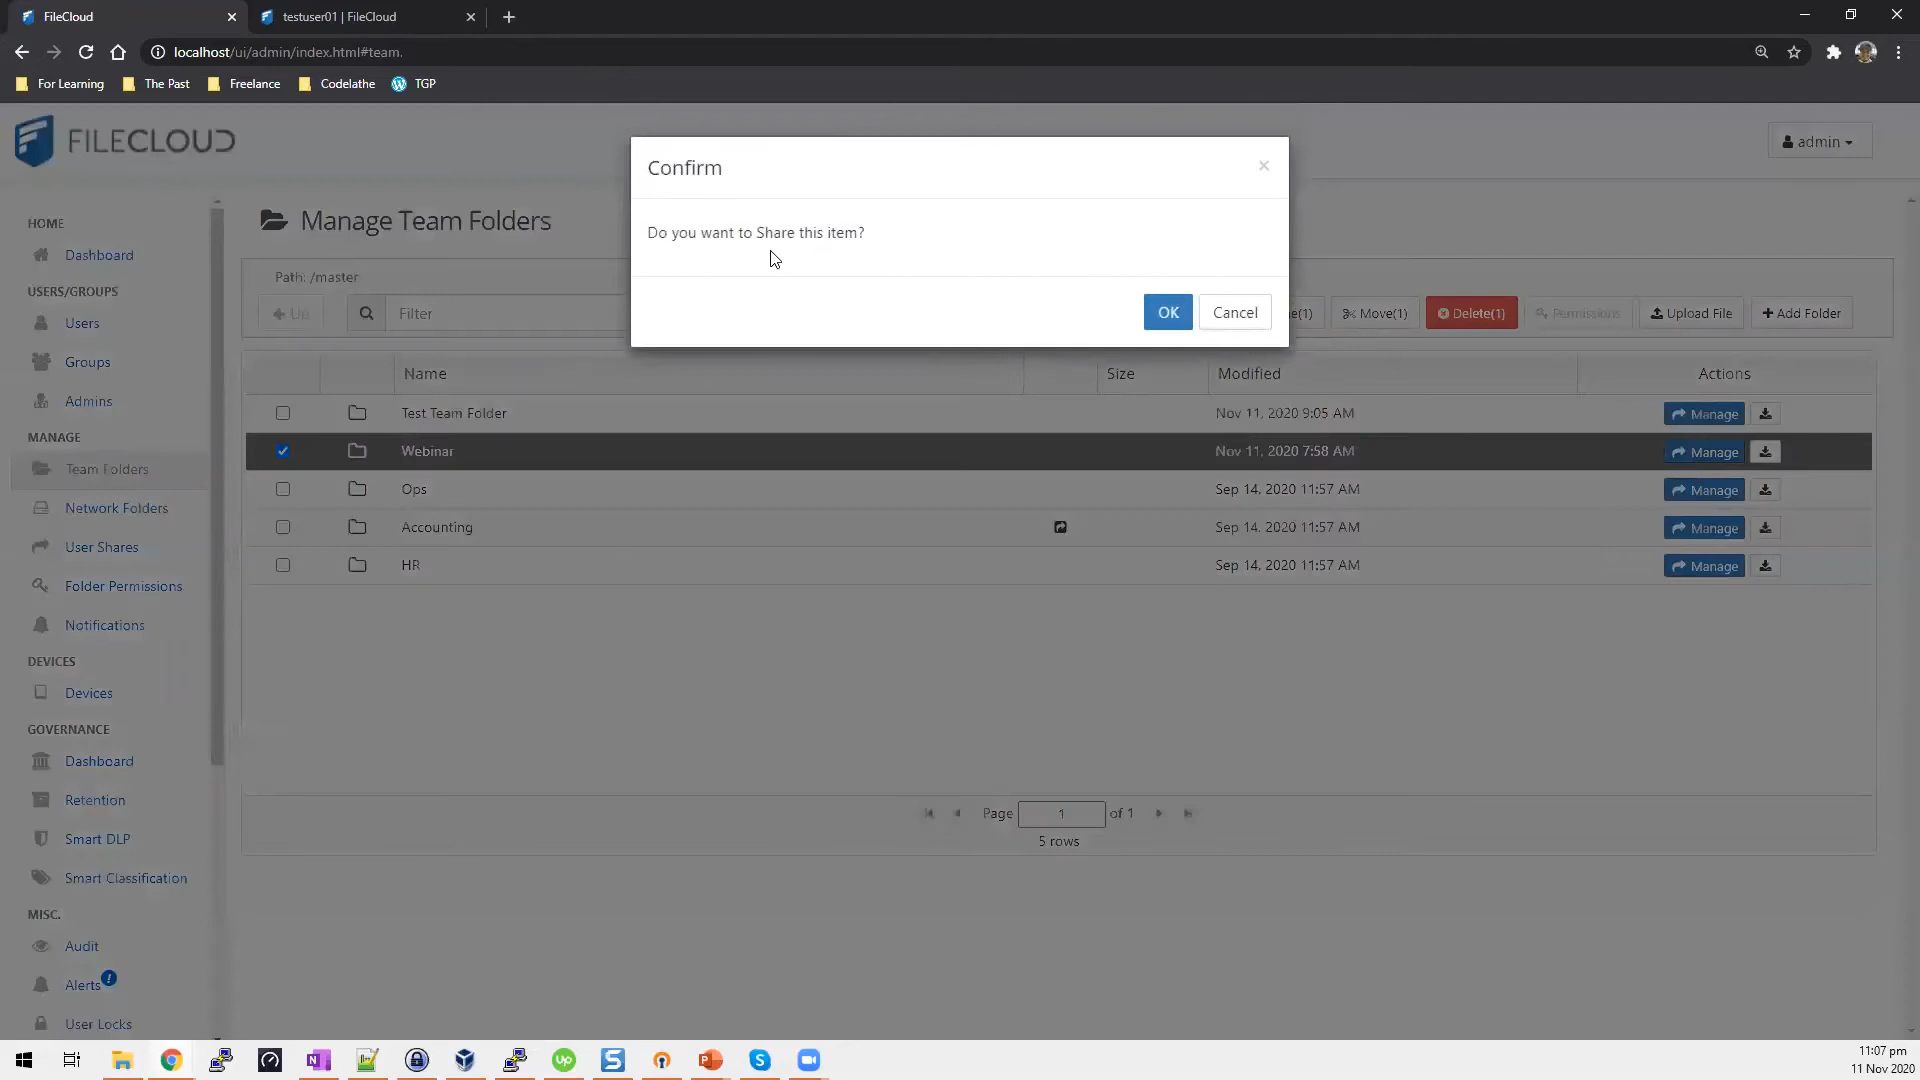 FileCloud
testuser01 | FileCloud
localhost/ui/admin/index.html#team.
For Learning
The Past
Freelance
Codelathe
TGP
FILECLOUD
admin
Confirm
Do you want to Share this item?
OK
Cancel
HOME
Dashboard
USERS/GROUPS
Users
Groups
Admins
MANAGE
Team Folders
Network Folders
User Shares
Folder Permissions
Notifications
DEVICES
Devices
GOVERNANCE
Dashboard
Retention
Smart DLP
Smart Classification
MISC.
Audit
Alerts
User Locks
Manage Team Folders
Path: /master
Up
Filter
Move(1)
Delete(1)
Permissions
Upload File
Add Folder
Name Size Modified Actions
Test Team Folder Nov 11, 2020 9:05 AM Manage
Webinar Nov 11, 2020 7:58 AM Manage
Ops Sep 14, 2020 11:57 AM Manage
Accounting Sep 14, 2020 11:57 AM Manage
HR Sep 14, 2020 11:57 AM Manage
Page 1 of 1
5 rows
11:07 pm
11 Nov 2020